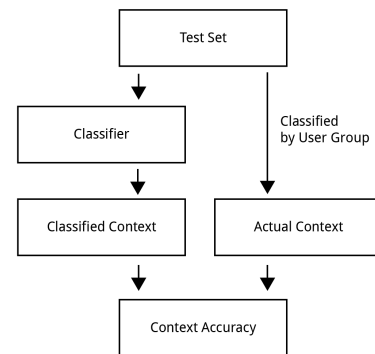 Test Set
Classifier
Classified
by User Group
Classified Context
Actual Context
Context Accuracy